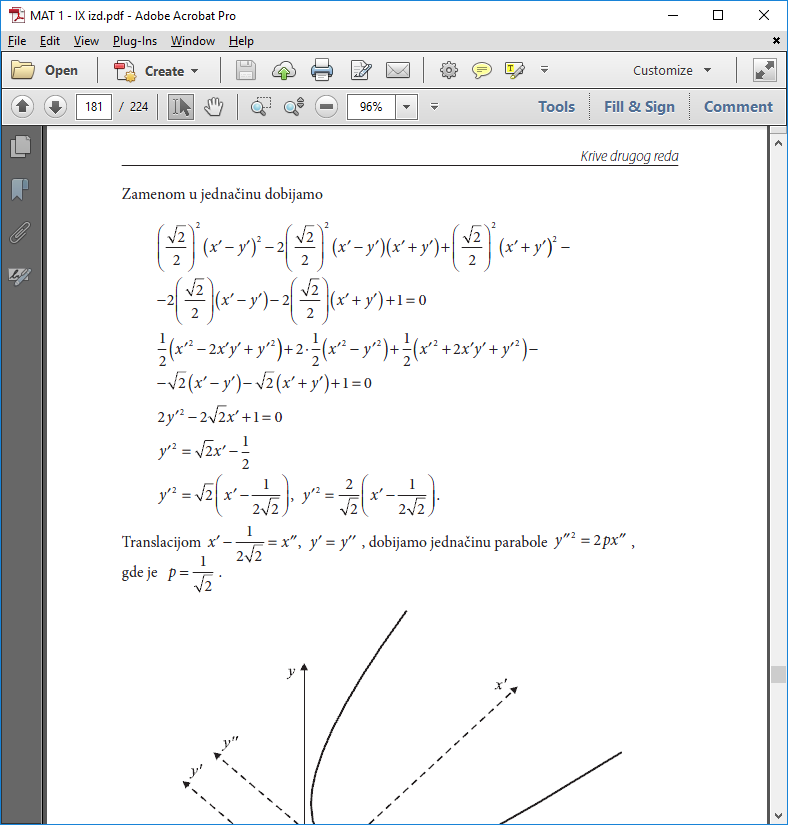 MAT 1 - IX izd.pdf - Adobe Acrobat Pro
File Edit View Plug-Ins Window Help
Open Create Customize
181 / 224 96% Tools Fill & Sign Comment
Krive drugog reda
Zamenom u jednačinu dobijamo
(√2/2)²(x′ − y′)² − 2(√2/2)²(x′ − y′)(x′ + y′) + (√2/2)²(x′ + y′)² −
−2(√2/2)(x′ − y′) − 2(√2/2)(x′ + y′) + 1 = 0
1/2(x′² − 2x′y′ + y′²) + 2·1/2(x′² − y′²) + 1/2(x′² + 2x′y′ + y′²) −
−√2(x′ − y′) − √2(x′ + y′) + 1 = 0
2y′² − 2√2x′ + 1 = 0
y′² = √2x′ − 1/2
y′² = √2(x′ − 1/2√2), y′² = 2/√2(x′ − 1/2√2).
Translacijom x′ − 1/2√2 = x″, y′ = y″ , dobijamo jednačinu parabole y″² = 2px″ ,
gde je p = 1/√2 .
y
x′
y″
y′